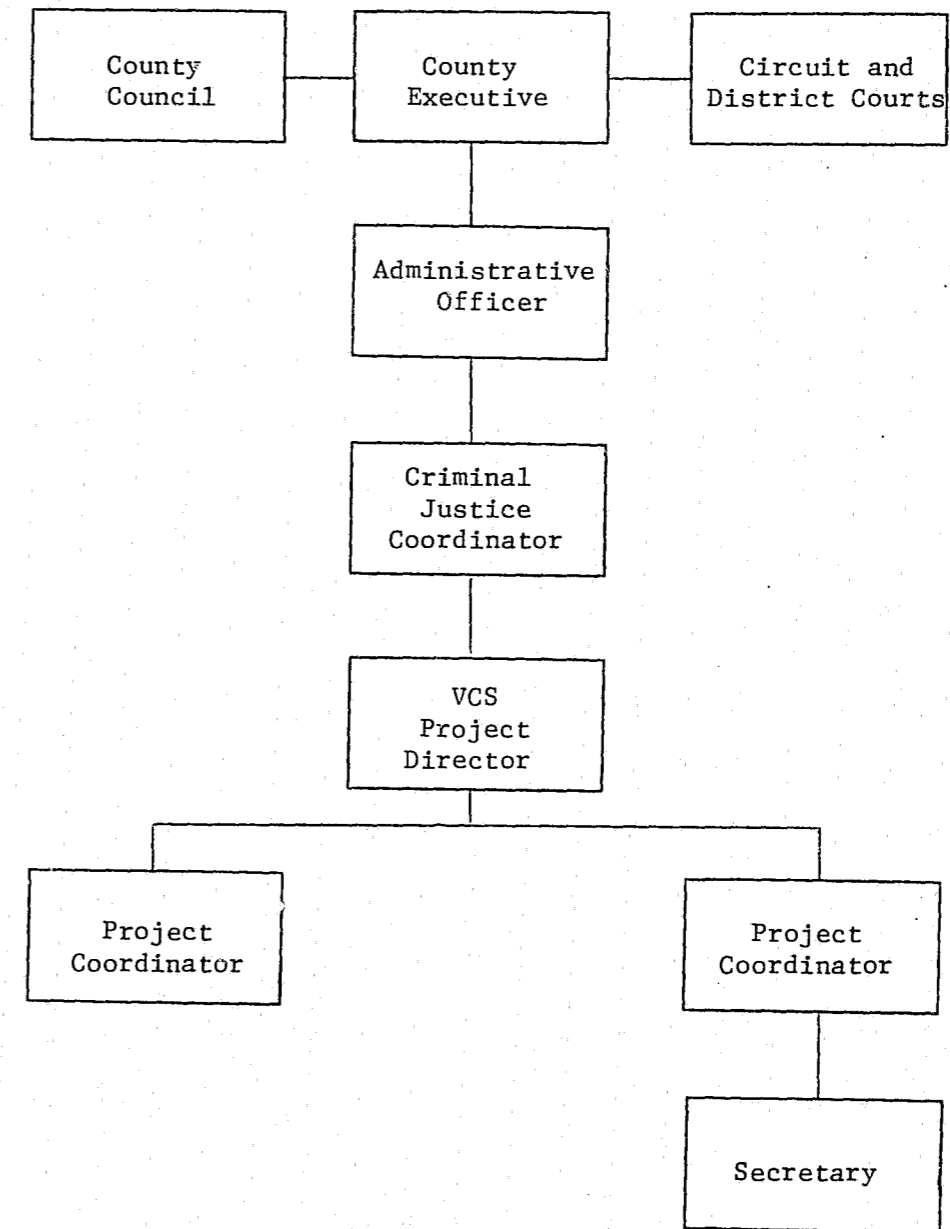 County
Council
County
Executive
Circuit and
District Courts
Administrative
Officer
Criminal
Justice
Coordinator
VCS
Project
Director
Project
Coordinator
Project
Coordinator
Secretary